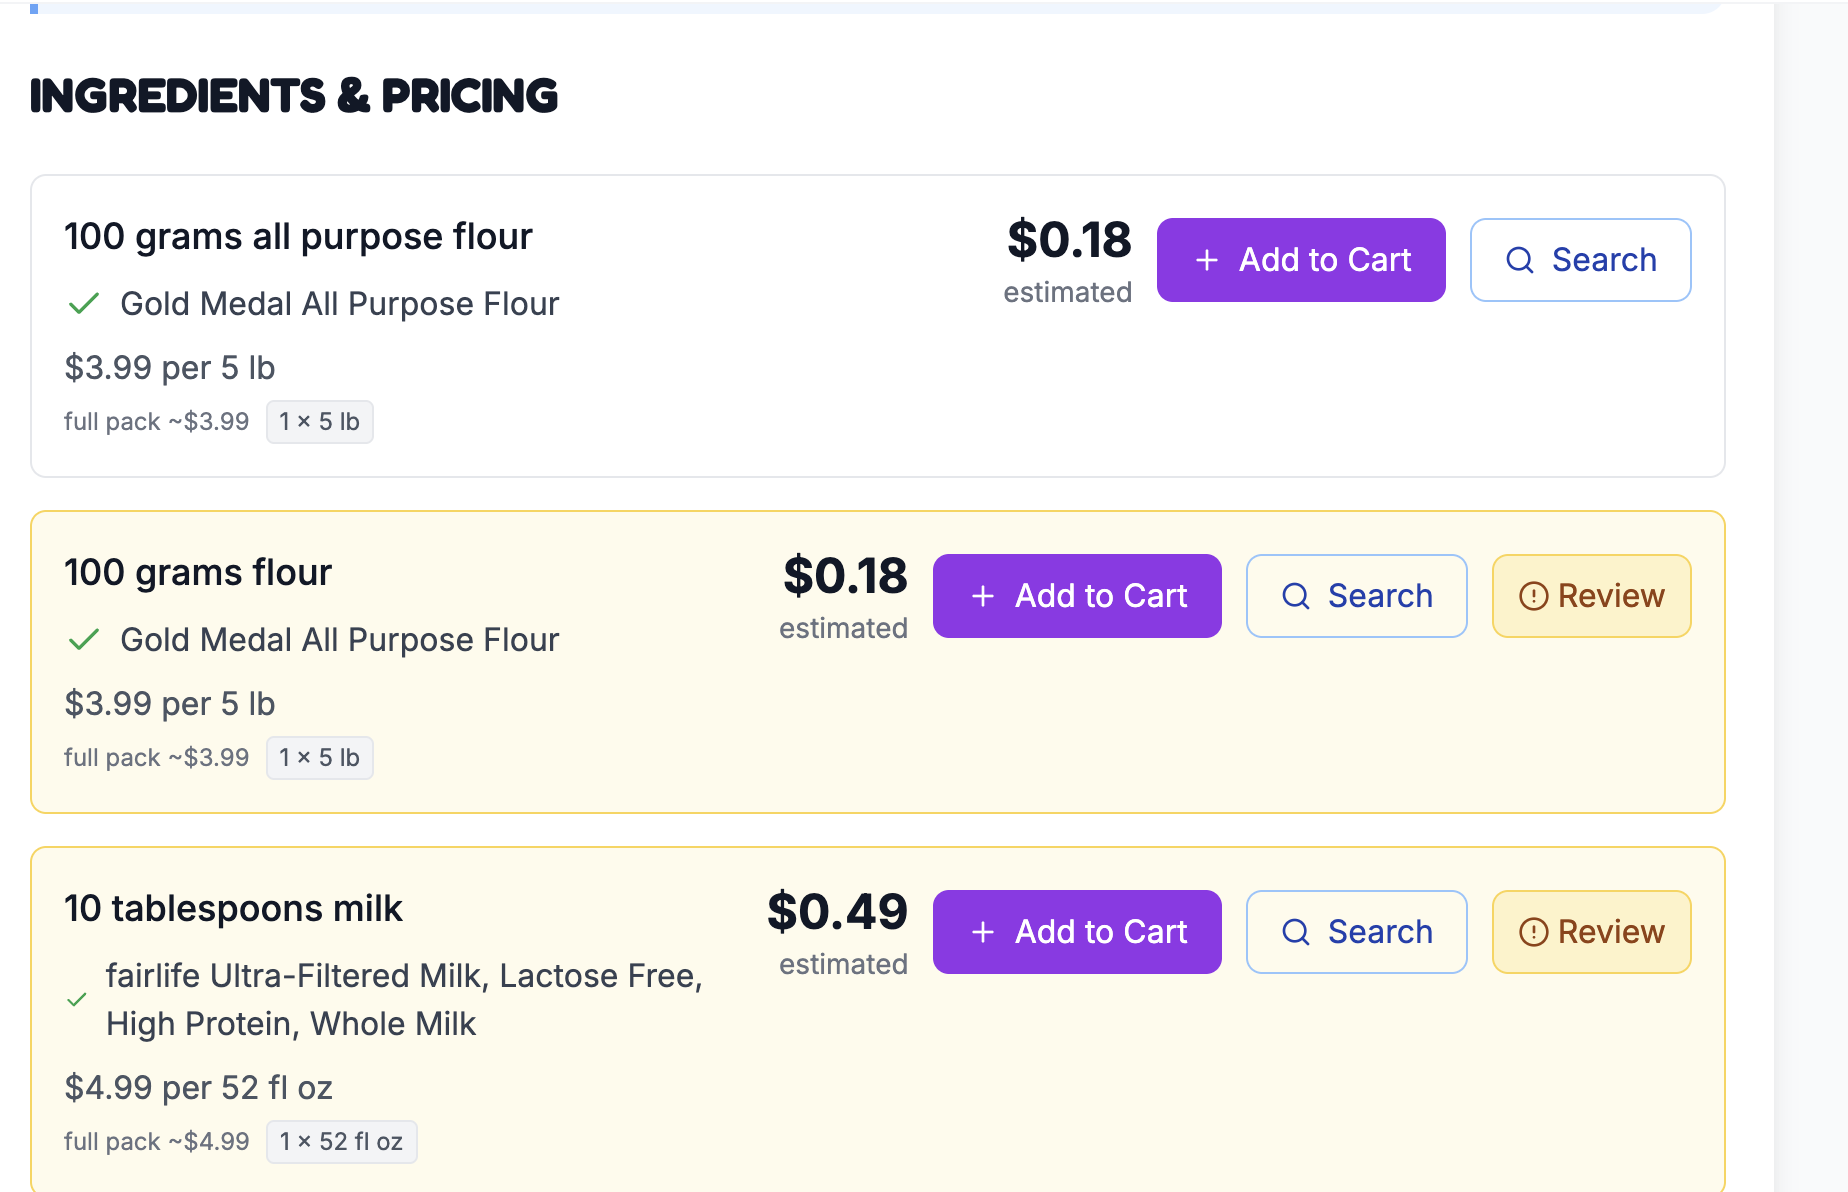 INGREDIENTS & PRICING
100 grams all purpose flour
Gold Medal All Purpose Flour
$3.99 per 5 lb
full pack ~$3.99 1 × 5 lb
$0.18
estimated
+ Add to Cart
Search
100 grams flour
Gold Medal All Purpose Flour
$3.99 per 5 lb
full pack ~$3.99 1 × 5 lb
$0.18
estimated
+ Add to Cart
Search
Review
10 tablespoons milk
fairlife Ultra-Filtered Milk, Lactose Free,
High Protein, Whole Milk
$4.99 per 52 fl oz
full pack ~$4.99 1 × 52 fl oz
$0.49
estimated
+ Add to Cart
Search
Review